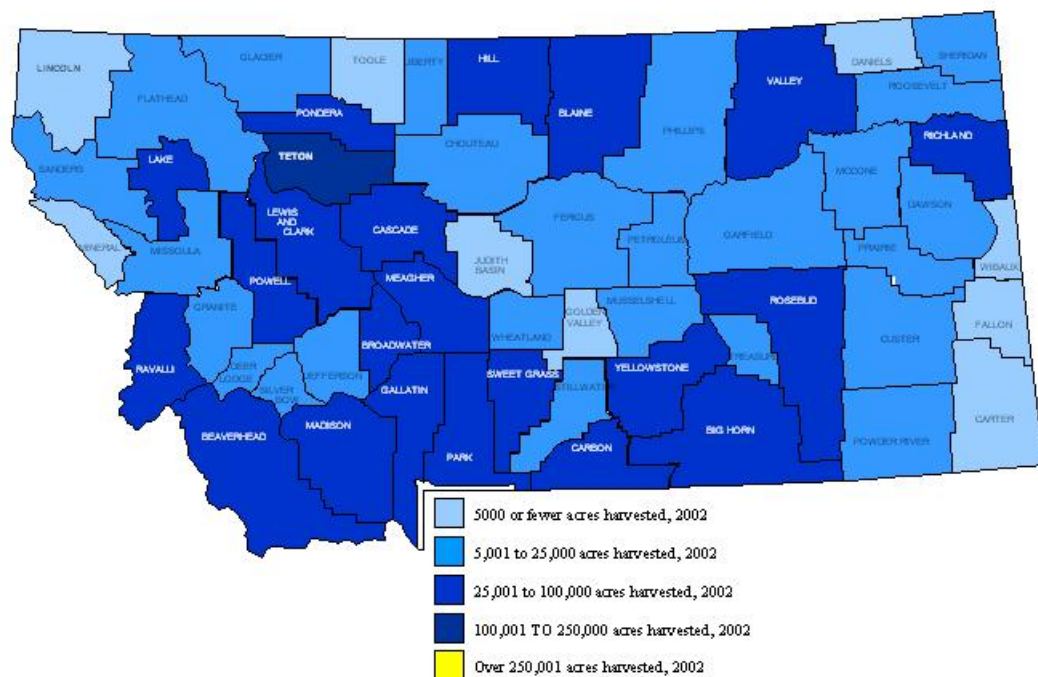 LINCOLN
GLACIER
TOOLE
LIBERTY
HILL
BLAINE
PHILLIPS
VALLEY
DANIELS
SHERIDAN
ROOSEVELT
FLATHEAD
PONDERA
CHOUTEAU
RICHLAND
SANDERS
LAKE
TETON
MCCONE
DAWSON
MINERAL
MISSOULA
LEWIS
AND
CLARK
CASCADE
JUDITH
BASIN
FERGUS
PETROLEUM
GARFIELD
PRAIRIE
WIBAUX
POWELL
MEAGHER
GRANITE
WHEATLAND
GOLDEN
VALLEY
MUSSELSHELL
ROSEBUD
CUSTER
FALLON
RAVALLI
DEER
LODGE
SILVER
BOW
JEFFERSON
BROADWATER
GALLATIN
SWEET GRASS
STILLWATER
YELLOWSTONE
TREASURE
CARTER
BEAVERHEAD
MADISON
PARK
CARBON
BIG HORN
POWDER RIVER
5000 or fewer acres harvested, 2002
5,001 to 25,000 acres harvested, 2002
25,001 to 100,000 acres harvested, 2002
100,001 TO 250,000 acres harvested, 2002
Over 250,001 acres harvested, 2002